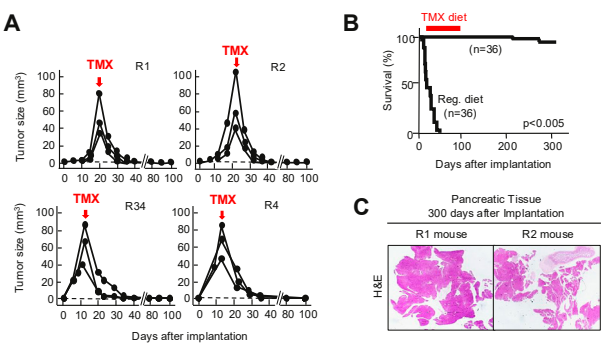 A
TMX
R1
TMX
R2
Tumor size (mm³)
100
80
60
40
20
0
0 10 20 30 40 80 100
100
80
60
40
20
0
0 10 20 30 40 80 100
TMX
R34
TMX
R4
Tumor size (mm³)
100
80
60
40
20
0
0 10 20 30 40 80 100
100
80
60
40
20
0
0 10 20 30 40 80 100
Days after implantation
B
TMX diet
Survival (%)
100
50
0
(n=36)
Reg. diet
(n=36)
p<0.005
0 100 200 300
Days after implantation
C
Pancreatic Tissue
300 days after Implantation
R1 mouse R2 mouse
H&E